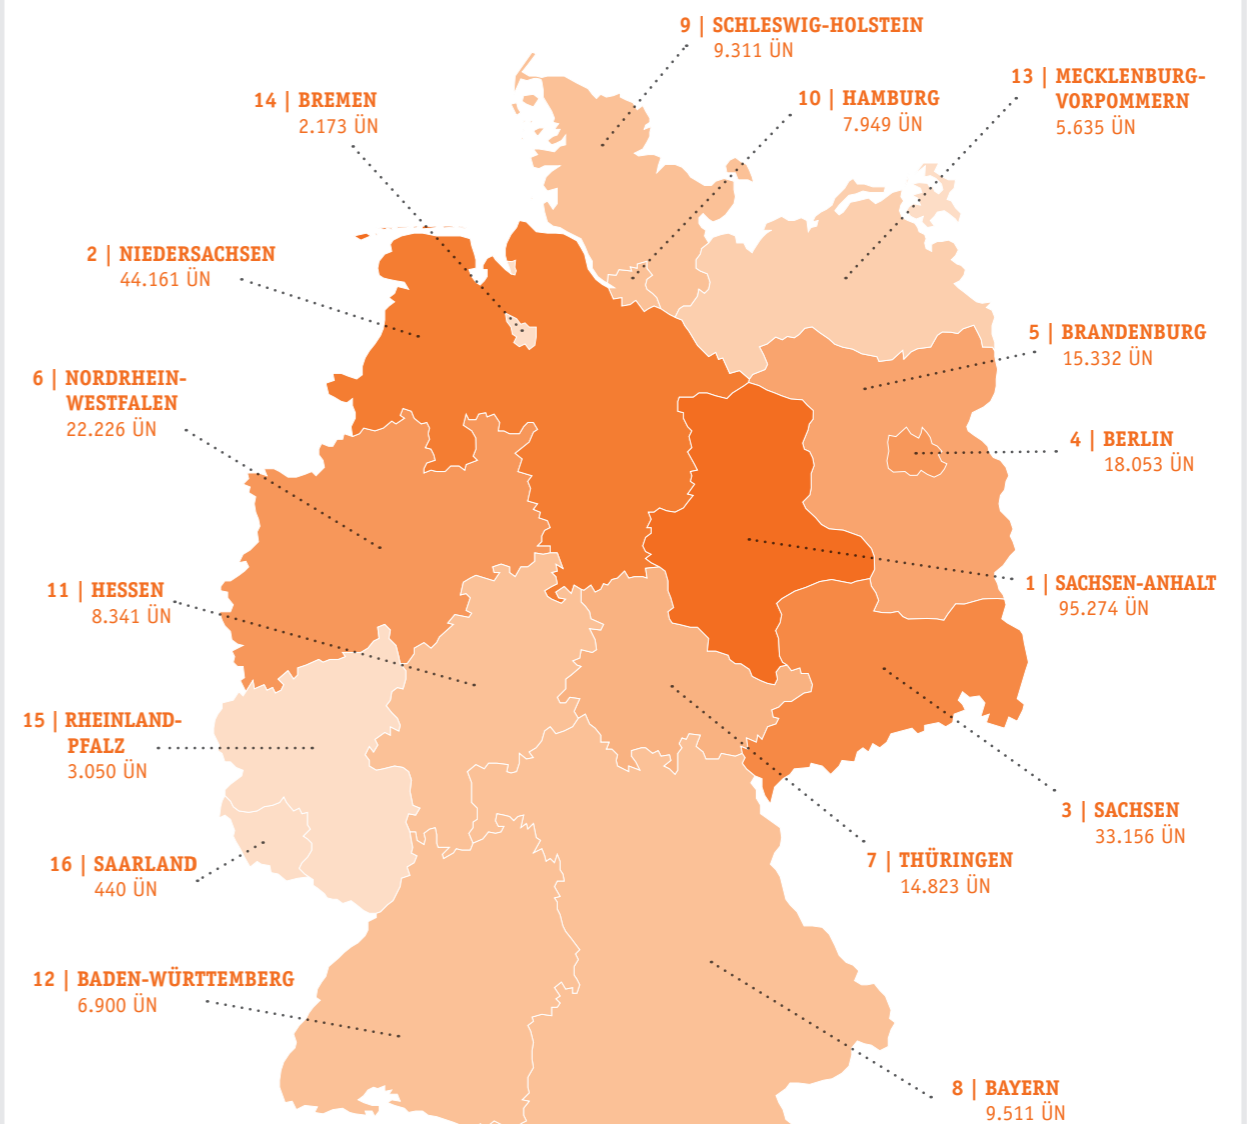 9 | SCHLESWIG-HOLSTEIN
9.311 ÜN
13 | MECKLENBURG-
VORPOMMERN
5.635 ÜN
14 | BREMEN
2.173 ÜN
10 | HAMBURG
7.949 ÜN
2 | NIEDERSACHSEN
44.161 ÜN
5 | BRANDENBURG
15.332 ÜN
6 | NORDRHEIN-
WESTFALEN
22.226 ÜN
4 | BERLIN
18.053 ÜN
11 | HESSEN
8.341 ÜN
1 | SACHSEN-ANHALT
95.274 ÜN
15 | RHEINLAND-
PFALZ
3.050 ÜN
3 | SACHSEN
33.156 ÜN
16 | SAARLAND
440 ÜN
7 | THÜRINGEN
14.823 ÜN
12 | BADEN-WÜRTTEMBERG
6.900 ÜN
8 | BAYERN
9.511 ÜN